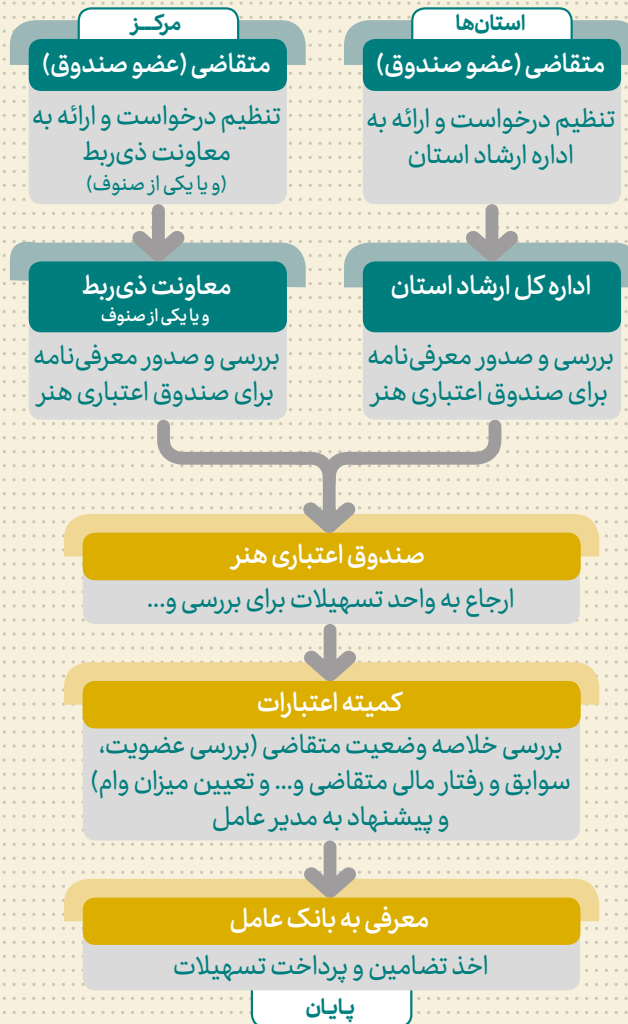 استان‌ها
متقاضی (عضو صندوق)
تنظیم درخواست و ارائه به
اداره ارشاد استان
اداره کل ارشاد استان
بررسی و صدور معرفی‌نامه
برای صندوق اعتباری هنر
مرکــز
متقاضی (عضو صندوق)
تنظیم درخواست و ارائه به
معاونت ذی‌ربط
(و یا یکی از صنوف)
معاونت ذی‌ربط
و یا یکی از صنوف
بررسی و صدور معرفی‌نامه
برای صندوق اعتباری هنر
صندوق اعتباری هنر
ارجاع به واحد تسهیلات برای بررسی و...
کمیته اعتبارات
بررسی خلاصه وضعیت متقاضی (بررسی عضویت،
سوابق و رفتار مالی متقاضی و... و تعیین میزان وام)
و پیشنهاد به مدیر عامل
معرفی به بانک عامل
اخذ تضامین و پرداخت تسهیلات
پایان